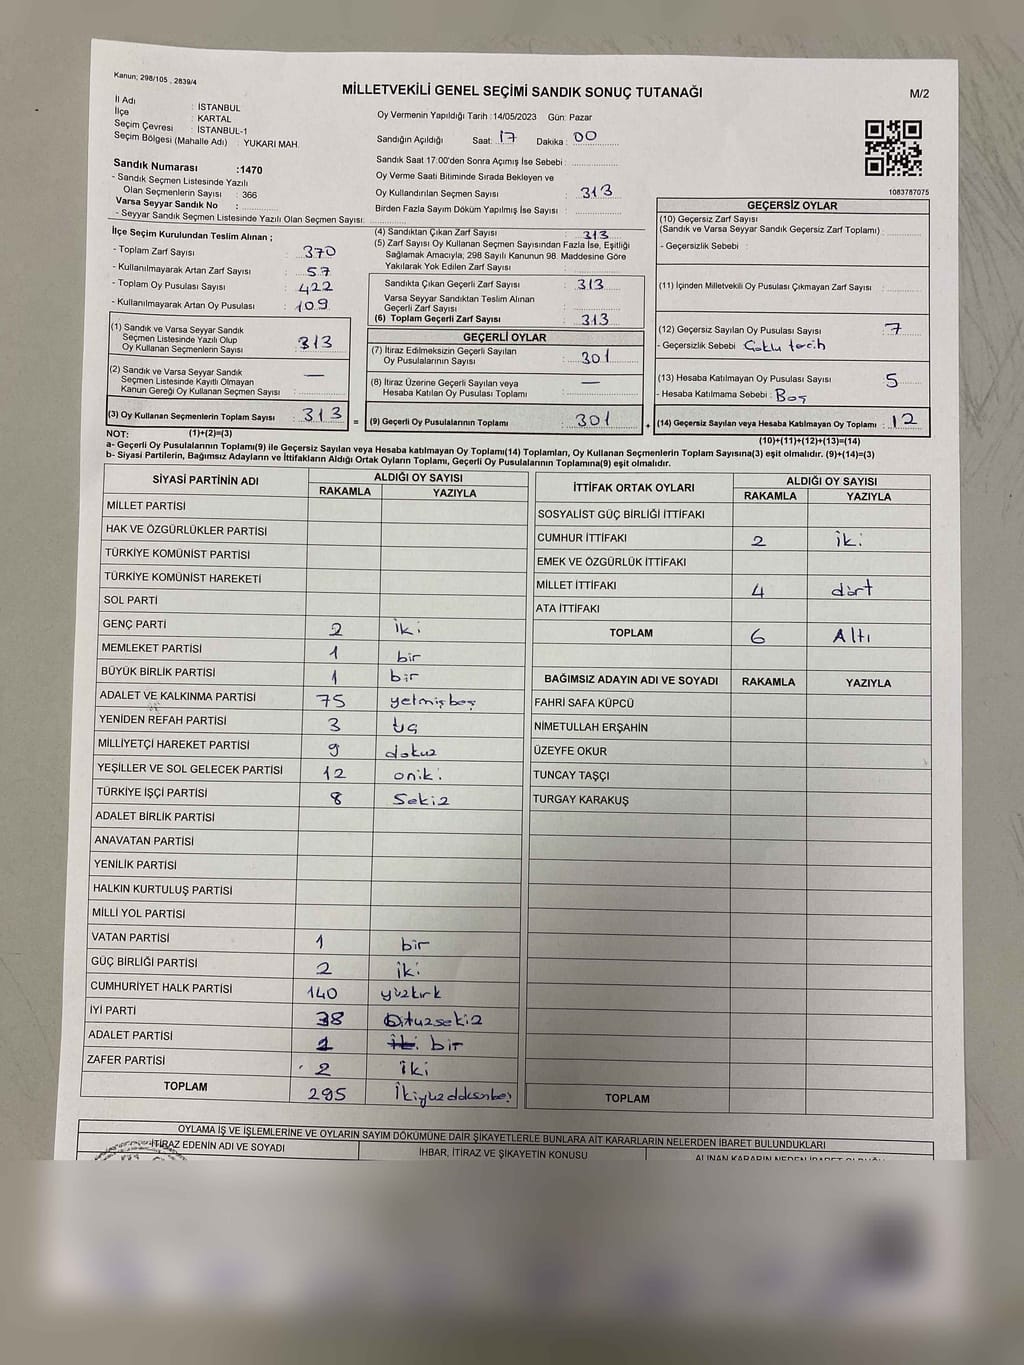 Kanun; 298/105 , 2839/4
MİLLETVEKİLİ GENEL SEÇİMİ SANDIK SONUÇ TUTANAĞI
M/2
İl Adı : İSTANBUL
İlçe : KARTAL
Seçim Çevresi : İSTANBUL-1
Seçim Bölgesi (Mahalle Adı) : YUKARI MAH.
Oy Vermenin Yapıldığı Tarih :14/05/2023 Gün: Pazar
Sandığın Açıldığı Saat: 17 Dakika : 00
Sandık Saat 17:00'den Sonra Açımış İse Sebebi :
Oy Verme Saati Bitiminde Sırada Bekleyen ve
Oy Kullandırılan Seçmen Sayısı : 313
Birden Fazla Sayım Döküm Yapılmış İse Sayısı :
1083787075
Sandık Numarası :1470
- Sandık Seçmen Listesinde Yazılı
Olan Seçmenlerin Sayısı : 366
Varsa Seyyar Sandık No :
- Seyyar Sandık Seçmen Listesinde Yazılı Olan Seçmen Sayısı:
İlçe Seçim Kurulundan Teslim Alınan ;
- Toplam Zarf Sayısı : 370
- Kullanılmayarak Artan Zarf Sayısı : 57
- Toplam Oy Pusulası Sayısı : 422
- Kullanılmayarak Artan Oy Pusulası : 109
(1) Sandık ve Varsa Seyyar Sandık
Seçmen Listesinde Yazılı Olup
Oy Kullanan Seçmenlerin Sayısı : 313
(2) Sandık ve Varsa Seyyar Sandık
Seçmen Listesinde Kayıtlı Olmayan
Kanun Gereği Oy Kullanan Seçmen Sayısı : —
(3) Oy Kullanan Seçmenlerin Toplam Sayısı : 313 =
(1)+(2)=(3)
(4) Sandıktan Çıkan Zarf Sayısı : 313
(5) Zarf Sayısı Oy Kullanan Seçmen Sayısından Fazla İse, Eşitliği
Sağlamak Amacıyla; 298 Sayılı Kanunun 98. Maddesine Göre
Yakılarak Yok Edilen Zarf Sayısı :
Sandıkta Çıkan Geçerli Zarf Sayısı : 313
Varsa Seyyar Sandıktan Teslim Alınan
Geçerli Zarf Sayısı :
(6) Toplam Geçerli Zarf Sayısı : 313
GEÇERLİ OYLAR
(7) İtiraz Edilmeksizin Geçerli Sayılan
Oy Pusulalarının Sayısı : 301
(8) İtiraz Üzerine Geçerli Sayılan veya
Hesaba Katılan Oy Pusulası Toplamı : —
(9) Geçerli Oy Pusulalarının Toplamı : 301 +
GEÇERSİZ OYLAR
(10) Geçersiz Zarf Sayısı
(Sandık ve Varsa Seyyar Sandık Geçersiz Zarf Toplamı) :
- Geçersizlik Sebebi :
(11) İçinden Milletvekili Oy Pusulası Çıkmayan Zarf Sayısı :
(12) Geçersiz Sayılan Oy Pusulası Sayısı : 7
- Geçersizlik Sebebi : Çoklu tercih
(13) Hesaba Katılmayan Oy Pusulası Sayısı : 5
- Hesaba Katılmama Sebebi : Boş
(14) Geçersiz Sayılan veya Hesaba Katılmayan Oy Toplamı : 12
(10)+(11)+(12)+(13)=(14)
NOT:
a- Geçerli Oy Pusulalarının Toplamı(9) ile Geçersiz Sayılan veya Hesaba katılmayan Oy Toplamı(14) Toplamları, Oy Kullanan Seçmenlerin Toplam Sayısına(3) eşit olmalıdır. (9)+(14)=(3)
b- Siyasi Partilerin, Bağımsız Adayların ve İttifakların Aldığı Ortak Oyların Toplamı, Geçerli Oy Pusulalarının Toplamına(9) eşit olmalıdır.
SİYASİ PARTİNİN ADI
ALDIĞI OY SAYISI
RAKAMLA YAZIYLA
MİLLET PARTİSİ
HAK VE ÖZGÜRLÜKLER PARTİSİ
TÜRKİYE KOMÜNİST PARTİSİ
TÜRKİYE KOMÜNİST HAREKETİ
SOL PARTİ
GENÇ PARTİ 2 iki
MEMLEKET PARTİSİ 1 bir
BÜYÜK BİRLİK PARTİSİ 1 bir
ADALET VE KALKINMA PARTİSİ 75 yetmişbeş
YENİDEN REFAH PARTİSİ 3 üç
MİLLİYETÇİ HAREKET PARTİSİ 9 dokuz
YEŞİLLER VE SOL GELECEK PARTİSİ 12 oniki
TÜRKİYE İŞÇİ PARTİSİ 8 Sekiz
ADALET BİRLİK PARTİSİ
ANAVATAN PARTİSİ
YENİLİK PARTİSİ
HALKIN KURTULUŞ PARTİSİ
MİLLİ YOL PARTİSİ
VATAN PARTİSİ 1 bir
GÜÇ BİRLİĞİ PARTİSİ 2 iki
CUMHURİYET HALK PARTİSİ 140 yüzkırk
İYİ PARTİ 38 Otuzsekiz
ADALET PARTİSİ 1 bir
ZAFER PARTİSİ 2 iki
TOPLAM 295 İkiyüzdoksanbeş
İTTİFAK ORTAK OYLARI
ALDIĞI OY SAYISI
RAKAMLA YAZIYLA
SOSYALİST GÜÇ BİRLİĞİ İTTİFAKI
CUMHUR İTTİFAKI 2 iki
EMEK VE ÖZGÜRLÜK İTTİFAKI
MİLLET İTTİFAKI 4 dört
ATA İTTİFAKI
TOPLAM 6 Altı
BAĞIMSIZ ADAYIN ADI VE SOYADI RAKAMLA YAZIYLA
FAHRİ SAFA KÜPCÜ
NİMETULLAH ERŞAHİN
ÜZEYFE OKUR
TUNCAY TAŞÇI
TURGAY KARAKUŞ
TOPLAM
OYLAMA İŞ VE İŞLEMLERİNE VE OYLARIN SAYIM DÖKÜMÜNE DAİR ŞİKAYETLERLE BUNLARA AİT KARARLARIN NELERDEN İBARET BULUNDUKLARI
İTİRAZ EDENİN ADI VE SOYADI
İHBAR, İTİRAZ VE ŞİKAYETİN KONUSU
ALINAN KARARIN NEDEN İBARET OLDUĞU